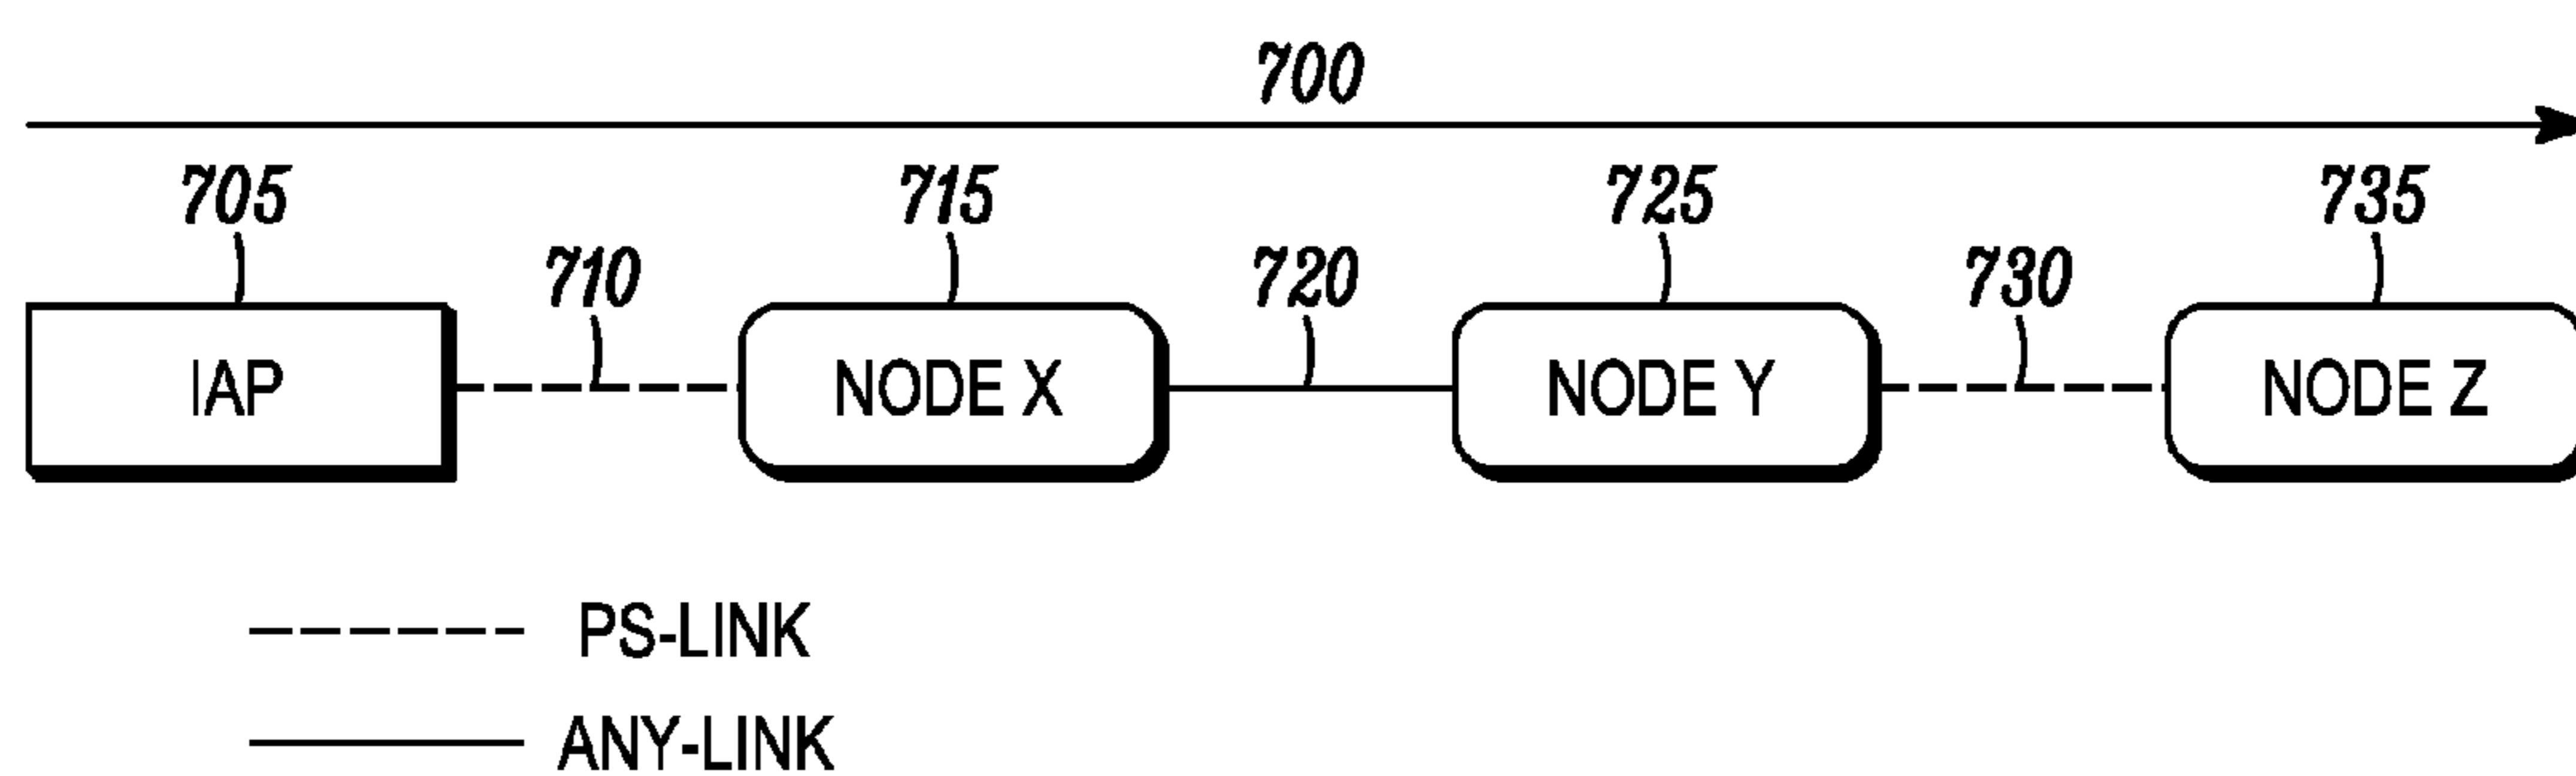 700
705 715 725 735
710 720 730
IAP NODE X NODE Y NODE Z
PS-LINK
ANY-LINK